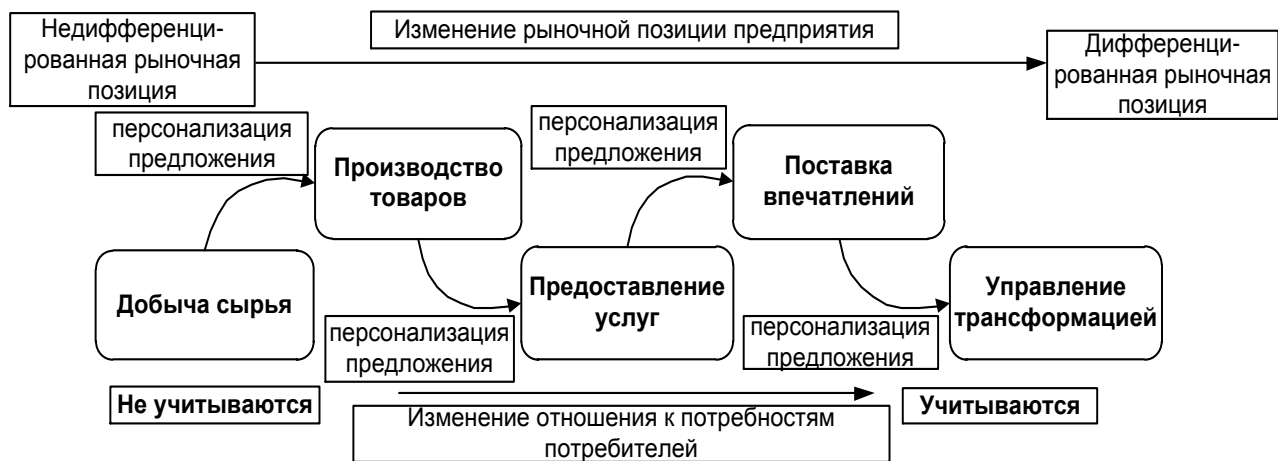 Недифференци-
рованная рыночная
позиция
Изменение рыночной позиции предприятия
Дифференци-
рованная рыночная
позиция
персонализация
предложения
Производство
товаров
персонализация
предложения
Поставка
впечатлений
Добыча сырья
персонализация
предложения
Предоставление
услуг
персонализация
предложения
Управление
трансформацией
Не учитываются
Изменение отношения к потребностям
потребителей
Учитываются